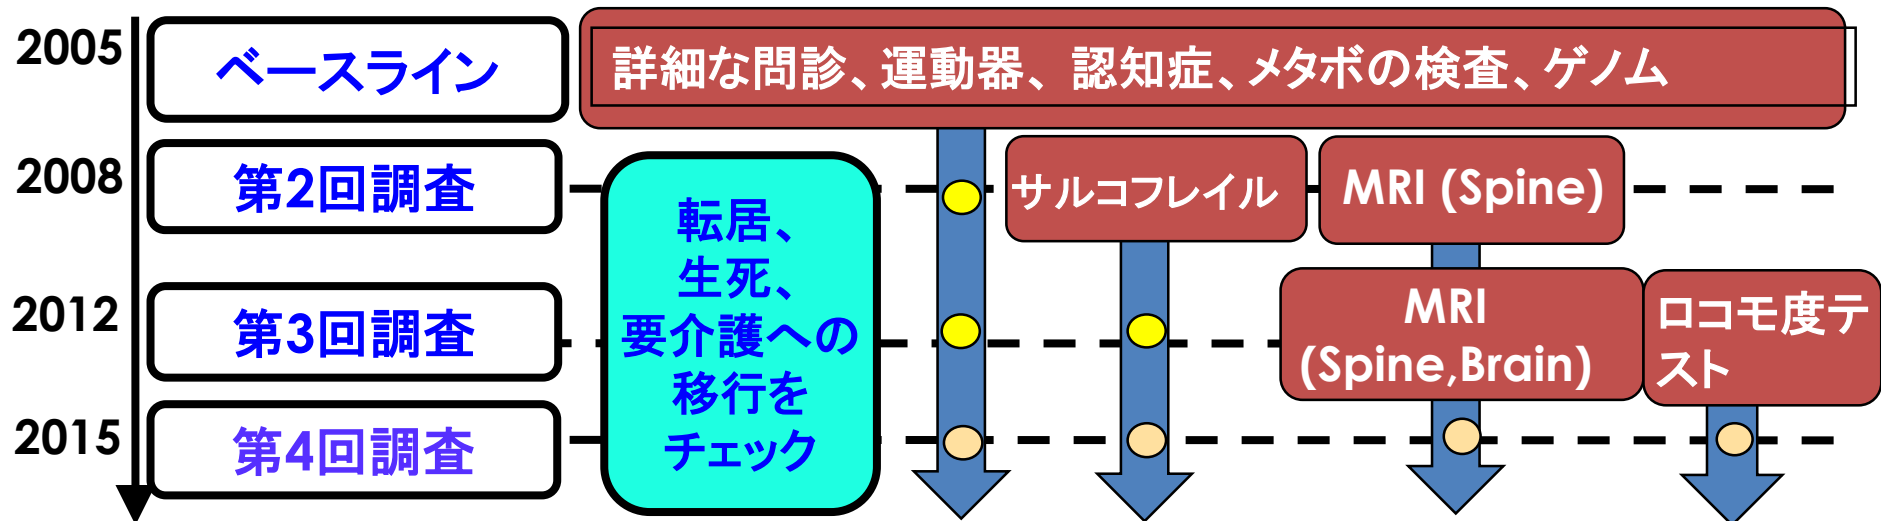 2005
ベースライン
詳細な問診、運動器、認知症、メタボの検査、ゲノム
2008
第2回調査
転居、
生死、
要介護への
移行を
チェック
サルコフレイル
MRI (Spine)
2012
第3回調査
MRI
(Spine,Brain)
ロコモ度テ
スト
2015
第4回調査